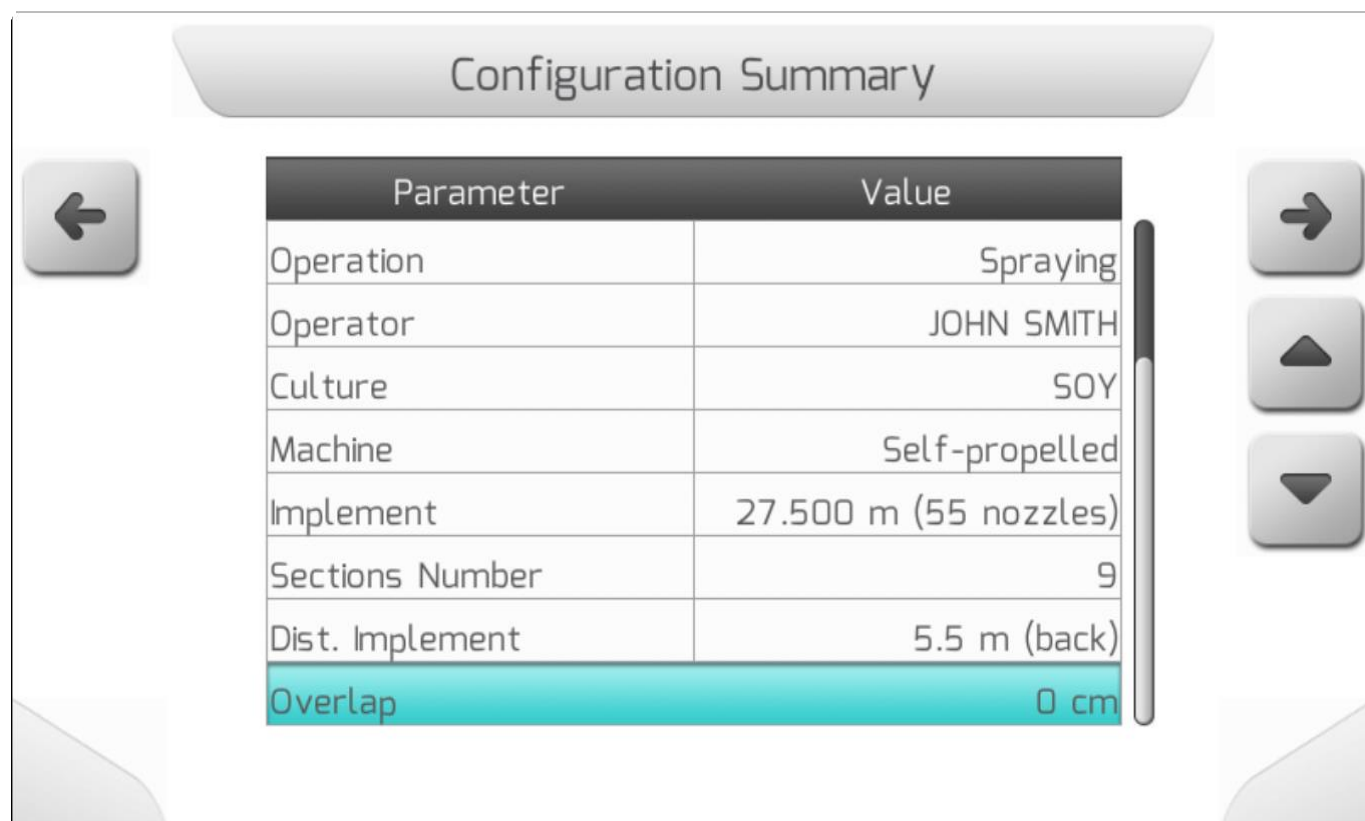 Configuration Summary
Parameter Value
Operation Spraying
Operator JOHN SMITH
Culture SOY
Machine Self-propelled
Implement 27.500 m (55 nozzles)
Sections Number 9
Dist. Implement 5.5 m (back)
Overlap 0 cm